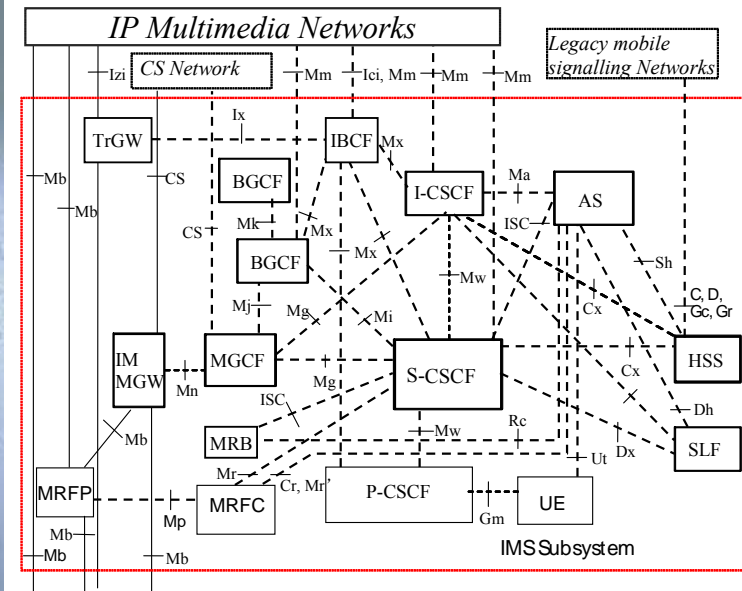 IP Multimedia Networks
Izi
CS Network
Mm
Ici, Mm
Mm
Mm
Legacy mobile
signalling Networks
Ix
TrGW
IBCF
Mx
Mb
CS
BGCF
I-CSCF
Ma
AS
Mb
ISC
CS
Mk
Mx
Mx
BGCF
Mw
Sh
Cx
C, D,
Gc, Gr
Mj
Mg
Mi
IM
MGW
MGCF
HSS
Mn
Mg
S-CSCF
Cx
ISC
Dh
Mb
MRB
Mw
Rc
Dx
SLF
Mr
Ut
Cr, Mr’
MRFP
MRFC
P-CSCF
UE
Mp
Gm
Mb
Mb
Mb
IMS Subsystem